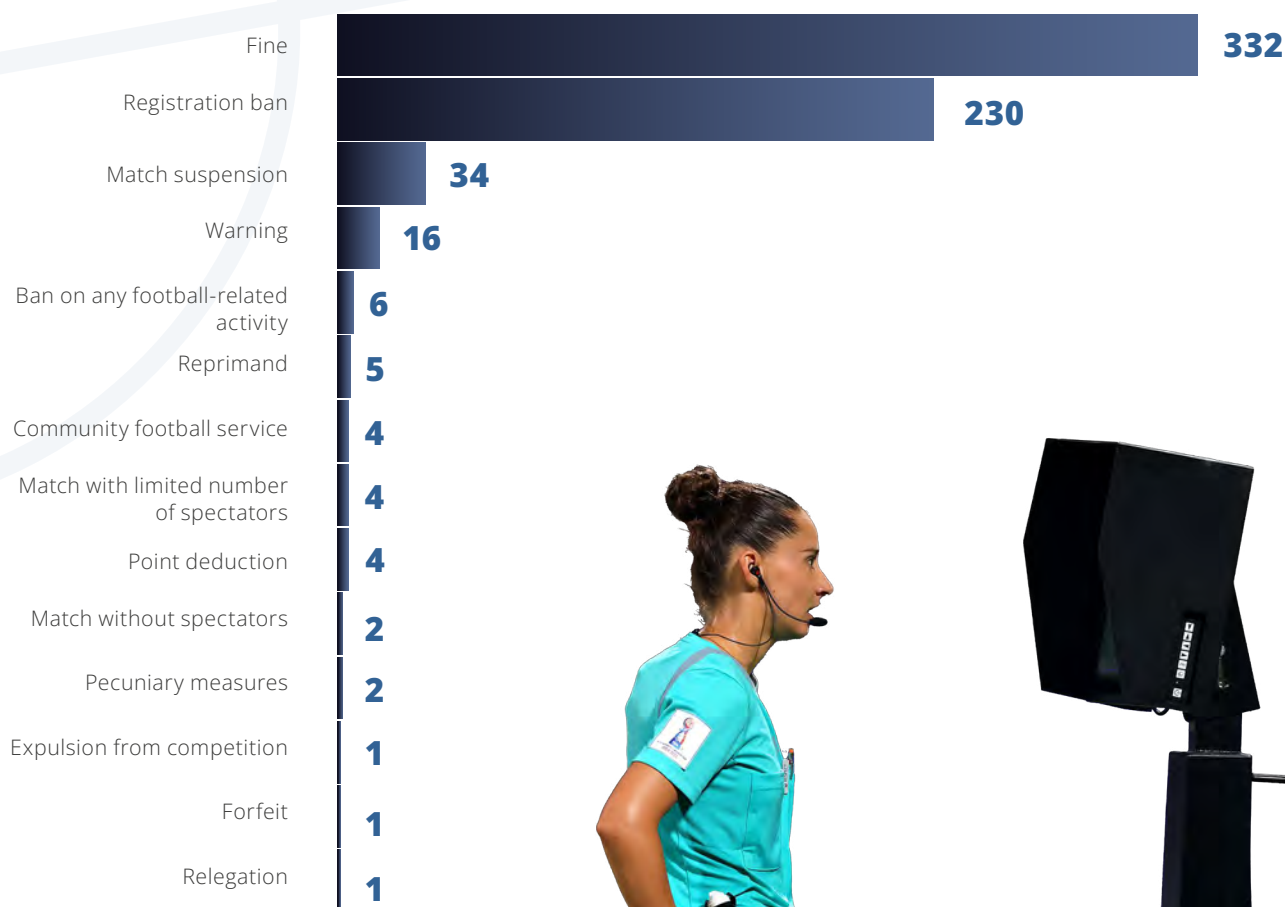 Fine
332
Registration ban
230
Match suspension
34
Warning
16
Ban on any football-related
activity
6
Reprimand
5
Community football service
4
Match with limited number
of spectators
4
Point deduction
4
Match without spectators
2
Pecuniary measures
2
Expulsion from competition
1
Forfeit
1
Relegation
1